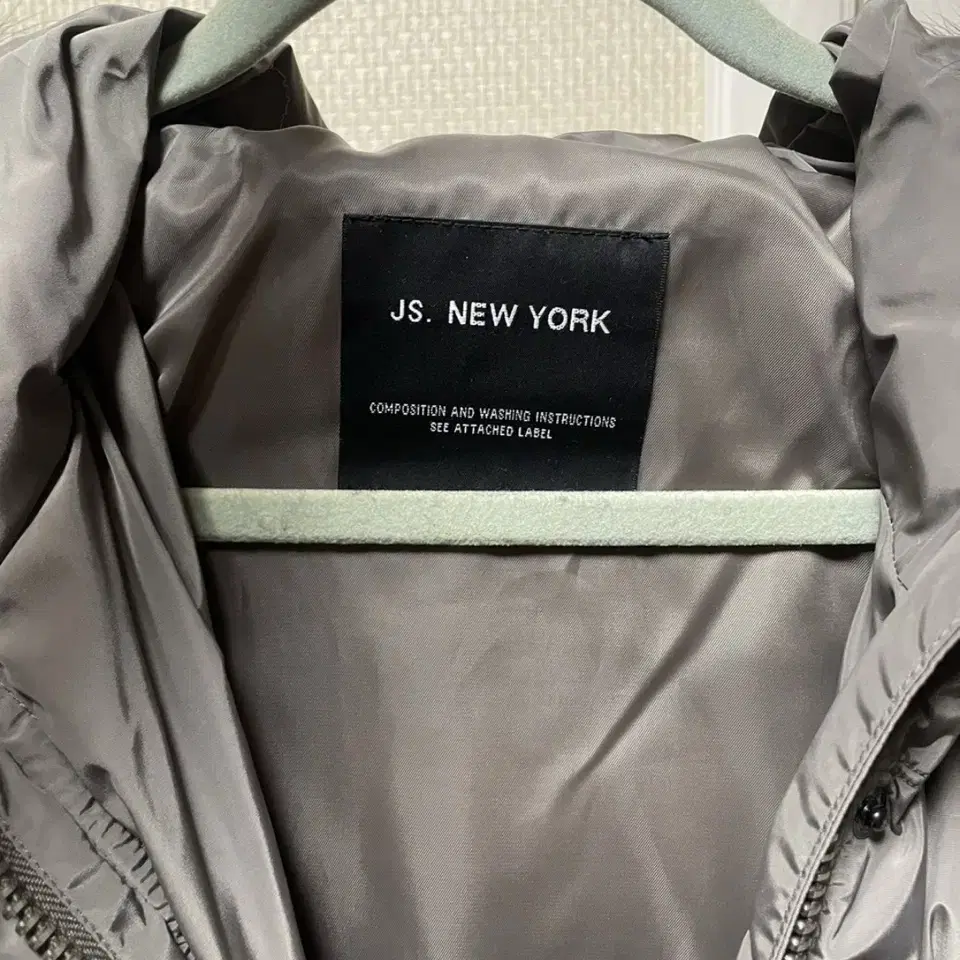 JS. NEW YORK
COMPOSITION AND WASHING INSTRUCTIONS
SEE ATTACHED LABEL